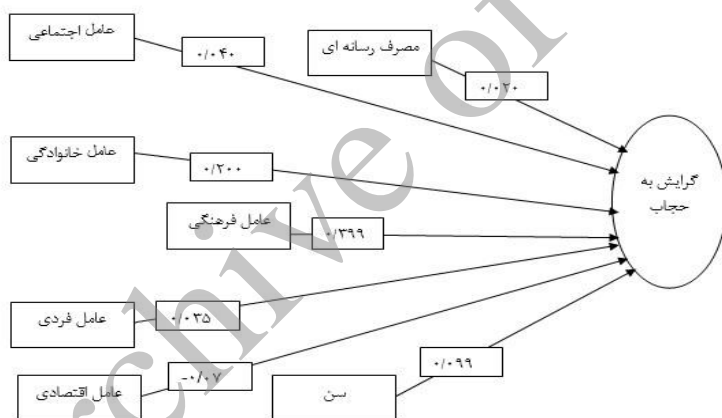 عامل اجتماعی
۰/۰۴۰
مصرف رسانه ای
۰/۰۲۰
عامل خانوادگی
۰/۲۰۰
گرایش به
حجاب
عامل فرهنگی
۰/۳۹۹
عامل فردی
۰/۰۳۵
عامل اقتصادی
-۰/۰۷
سن
۰/۰۹۹